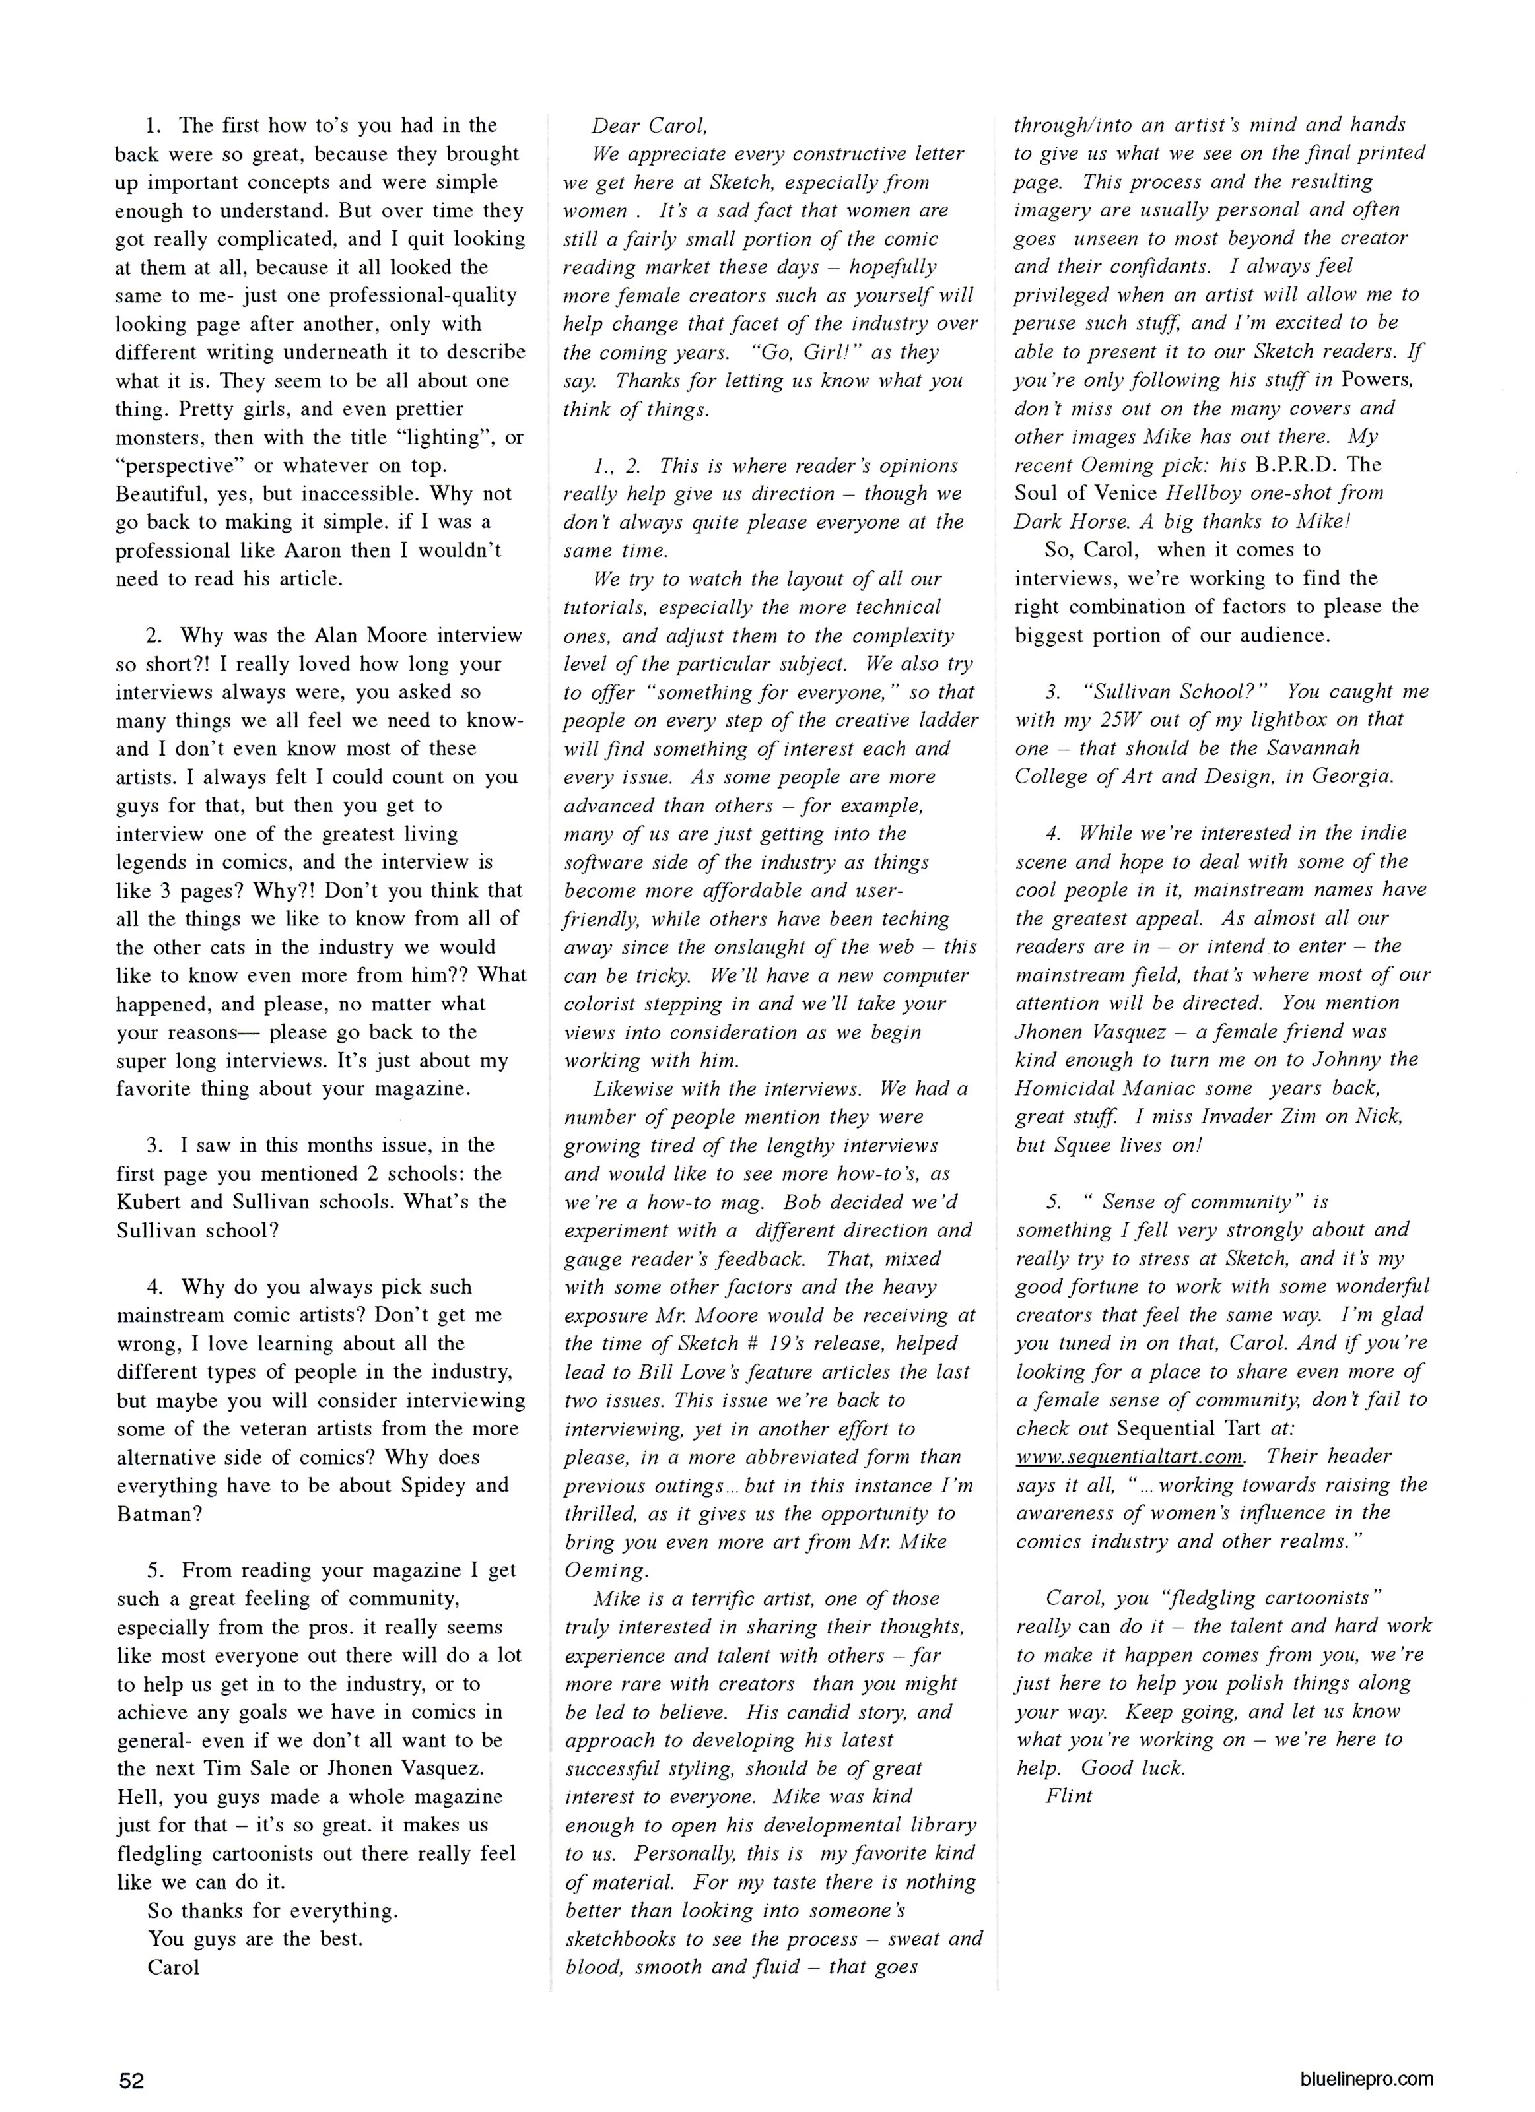 1. The first how to's you had in the
back were so great, because they brought
up important concepts and were simple
enough to understand. But over time they
got really complicated, and I quit looking
at them at all, because it all looked the
same to me- just one professional-quality
looking page after another, only with
different writing underneath it to describe
what it is. They seem to be all about one
thing. Pretty girls, and even prettier
monsters, then with the title “lighting”, or
“perspective” or whatever on top.
Beautiful, yes, but inaccessible. Why not
go back to making it simple. if I was a
professional like Aaron then I wouldn't
need to read his article.
2. Why was the Alan Moore interview
so short?! I really loved how long your
interviews always were, you asked so
many things we all feel we need to know-
and I don't even know most of these
artists. I always felt I could count on you
guys for that, but then you get to
interview one of the greatest living
legends in comics, and the interview is
like 3 pages? Why?! Don't you think that
all the things we like to know from all of
the other cats in the industry we would
like to know even more from him?? What
happened, and please, no matter what
your reasons— please go back to the
super long interviews. It's just about my
favorite thing about your magazine.
3. I saw in this months issue, in the
first page you mentioned 2 schools: the
Kubert and Sullivan schools. What's the
Sullivan school?
4. Why do you always pick such
mainstream comic artists? Don't get me
wrong, I love learning about all the
different types of people in the industry,
but maybe you will consider interviewing
some of the veteran artists from the more
alternative side of comics? Why does
everything have to be about Spidey and
Batman?
5. From reading your magazine I get
such a great feeling of community,
especially from the pros. it really seems
like most everyone out there will do a lot
to help us get in to the industry, or to
achieve any goals we have in comics in
general- even if we don't all want to be
the next Tim Sale or Jhonen Vasquez.
Hell, you guys made a whole magazine
just for that – it's so great. it makes us
fledgling cartoonists out there really feel
like we can do it.
So thanks for everything.
You guys are the best.
Carol
Dear Carol,
We appreciate every constructive letter
we get here at Sketch, especially from
women . It's a sad fact that women are
still a fairly small portion of the comic
reading market these days – hopefully
more female creators such as yourself will
help change that facet of the industry over
the coming years. “Go, Girl!” as they
say. Thanks for letting us know what you
think of things.
1., 2. This is where reader's opinions
really help give us direction – though we
don't always quite please everyone at the
same time.
We try to watch the layout of all our
tutorials, especially the more technical
ones, and adjust them to the complexity
level of the particular subject. We also try
to offer “something for everyone,” so that
people on every step of the creative ladder
will find something of interest each and
every issue. As some people are more
advanced than others – for example,
many of us are just getting into the
software side of the industry as things
become more affordable and user-
friendly, while others have been teching
away since the onslaught of the web – this
can be tricky. We'll have a new computer
colorist stepping in and we'll take your
views into consideration as we begin
working with him.
Likewise with the interviews. We had a
number of people mention they were
growing tired of the lengthy interviews
and would like to see more how-to's, as
we're a how-to mag. Bob decided we'd
experiment with a different direction and
gauge reader's feedback. That, mixed
with some other factors and the heavy
exposure Mr. Moore would be receiving at
the time of Sketch # 19's release, helped
lead to Bill Love's feature articles the last
two issues. This issue we're back to
interviewing, yet in another effort to
please, in a more abbreviated form than
previous outings... but in this instance I'm
thrilled, as it gives us the opportunity to
bring you even more art from Mr. Mike
Oeming.
Mike is a terrific artist, one of those
truly interested in sharing their thoughts,
experience and talent with others – far
more rare with creators than you might
be led to believe. His candid story, and
approach to developing his latest
successful styling, should be of great
interest to everyone. Mike was kind
enough to open his developmental library
to us. Personally, this is my favorite kind
of material. For my taste there is nothing
better than looking into someone's
sketchbooks to see the process – sweat and
blood, smooth and fluid – that goes
through/into an artist's mind and hands
to give us what we see on the final printed
page. This process and the resulting
imagery are usually personal and often
goes unseen to most beyond the creator
and their confidants. I always feel
privileged when an artist will allow me to
peruse such stuff, and I'm excited to be
able to present it to our Sketch readers. If
you're only following his stuff in Powers,
don't miss out on the many covers and
other images Mike has out there. My
recent Oeming pick: his B.P.R.D. The
Soul of Venice Hellboy one-shot from
Dark Horse. A big thanks to Mike!
So, Carol, when it comes to
interviews, we're working to find the
right combination of factors to please the
biggest portion of our audience.
3. “Sullivan School?” You caught me
with my 25W out of my lightbox on that
one – that should be the Savannah
College of Art and Design, in Georgia.
4. While we're interested in the indie
scene and hope to deal with some of the
cool people in it, mainstream names have
the greatest appeal. As almost all our
readers are in – or intend to enter – the
mainstream field, that's where most of our
attention will be directed. You mention
Jhonen Vasquez – a female friend was
kind enough to turn me on to Johnny the
Homicidal Maniac some years back,
great stuff. I miss Invader Zim on Nick,
but Squee lives on!
5. “ Sense of community” is
something I fell very strongly about and
really try to stress at Sketch, and it's my
good fortune to work with some wonderful
creators that feel the same way. I'm glad
you tuned in on that, Carol. And if you're
looking for a place to share even more of
a female sense of community, don't fail to
check out Sequential Tart at:
www.sequentialtart.com. Their header
says it all, “...working towards raising the
awareness of women's influence in the
comics industry and other realms.”
Carol, you “fledgling cartoonists”
really can do it – the talent and hard work
to make it happen comes from you, we're
just here to help you polish things along
your way. Keep going, and let us know
what you're working on – we're here to
help. Good luck.
Flint
52
bluelinepro.com